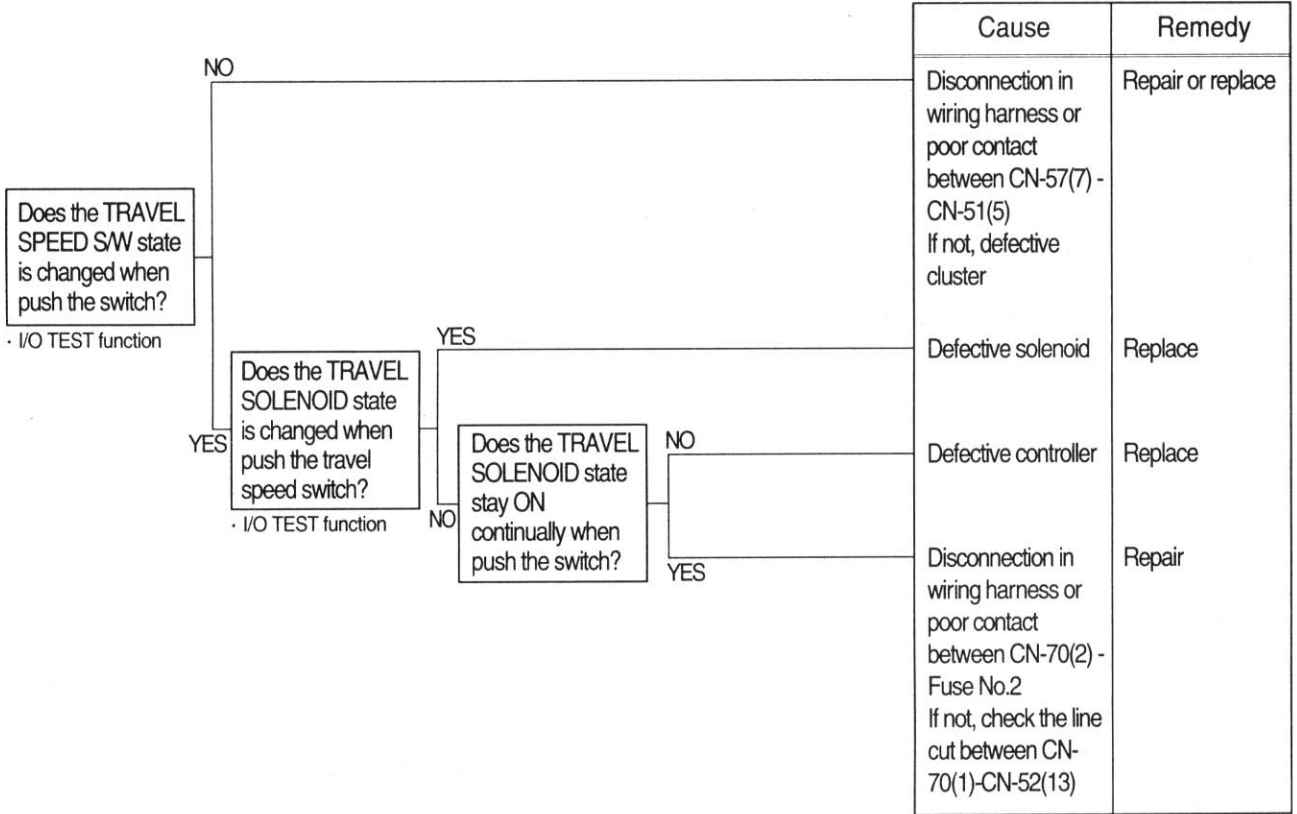 Cause
Remedy
NO
Disconnection in
wiring harness or
poor contact
between CN-57(7) -
CN-51(5)
If not, defective
cluster
Repair or replace
Does the TRAVEL
SPEED S/W state
is changed when
push the switch?
· I/O TEST function
YES
Does the TRAVEL
SOLENOID state
is changed when
push the travel
speed switch?
· I/O TEST function
YES
Defective solenoid
Replace
NO
Does the TRAVEL
SOLENOID state
stay ON
continually when
push the switch?
NO
Defective controller
Replace
YES
Disconnection in
wiring harness or
poor contact
between CN-70(2) -
Fuse No.2
If not, check the line
cut between CN-
70(1)-CN-52(13)
Repair